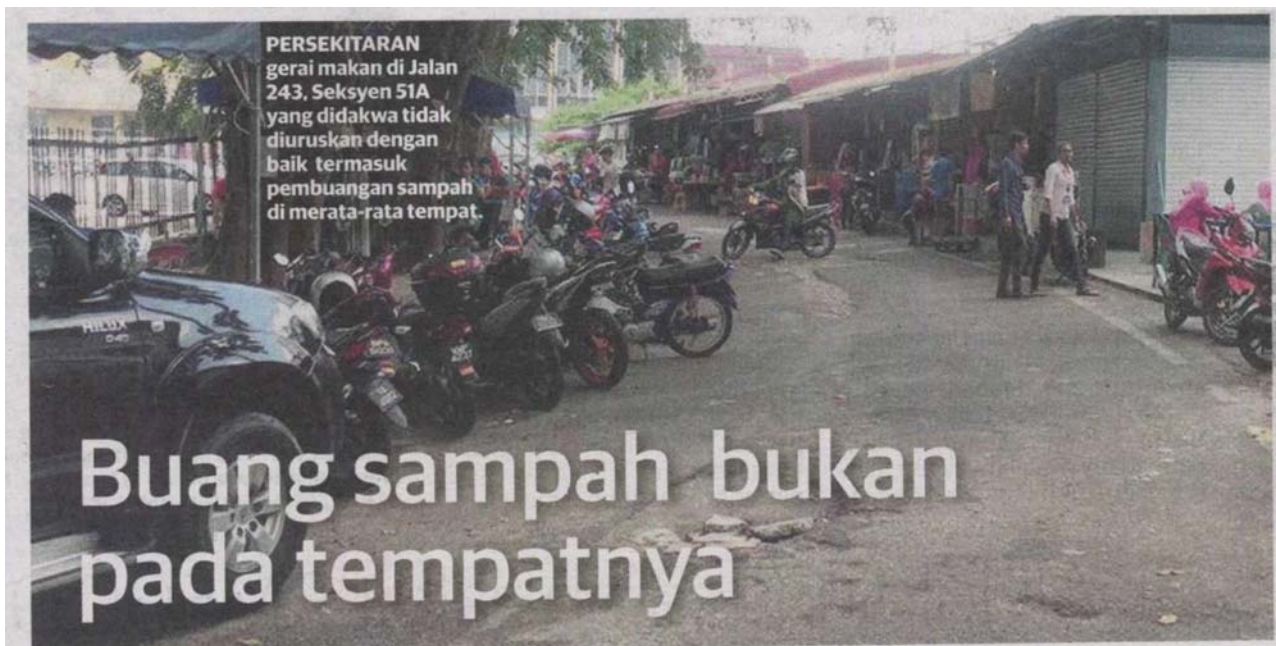 PERSEKITARAN
gerai makan di Jalan
243, Seksyen 51A
yang didakwa tidak
diuruskan dengan
baik termasuk
pembuangan sampah
di merata-rata tempat.
HILUX
Buang sampah bukan
pada tempatnya